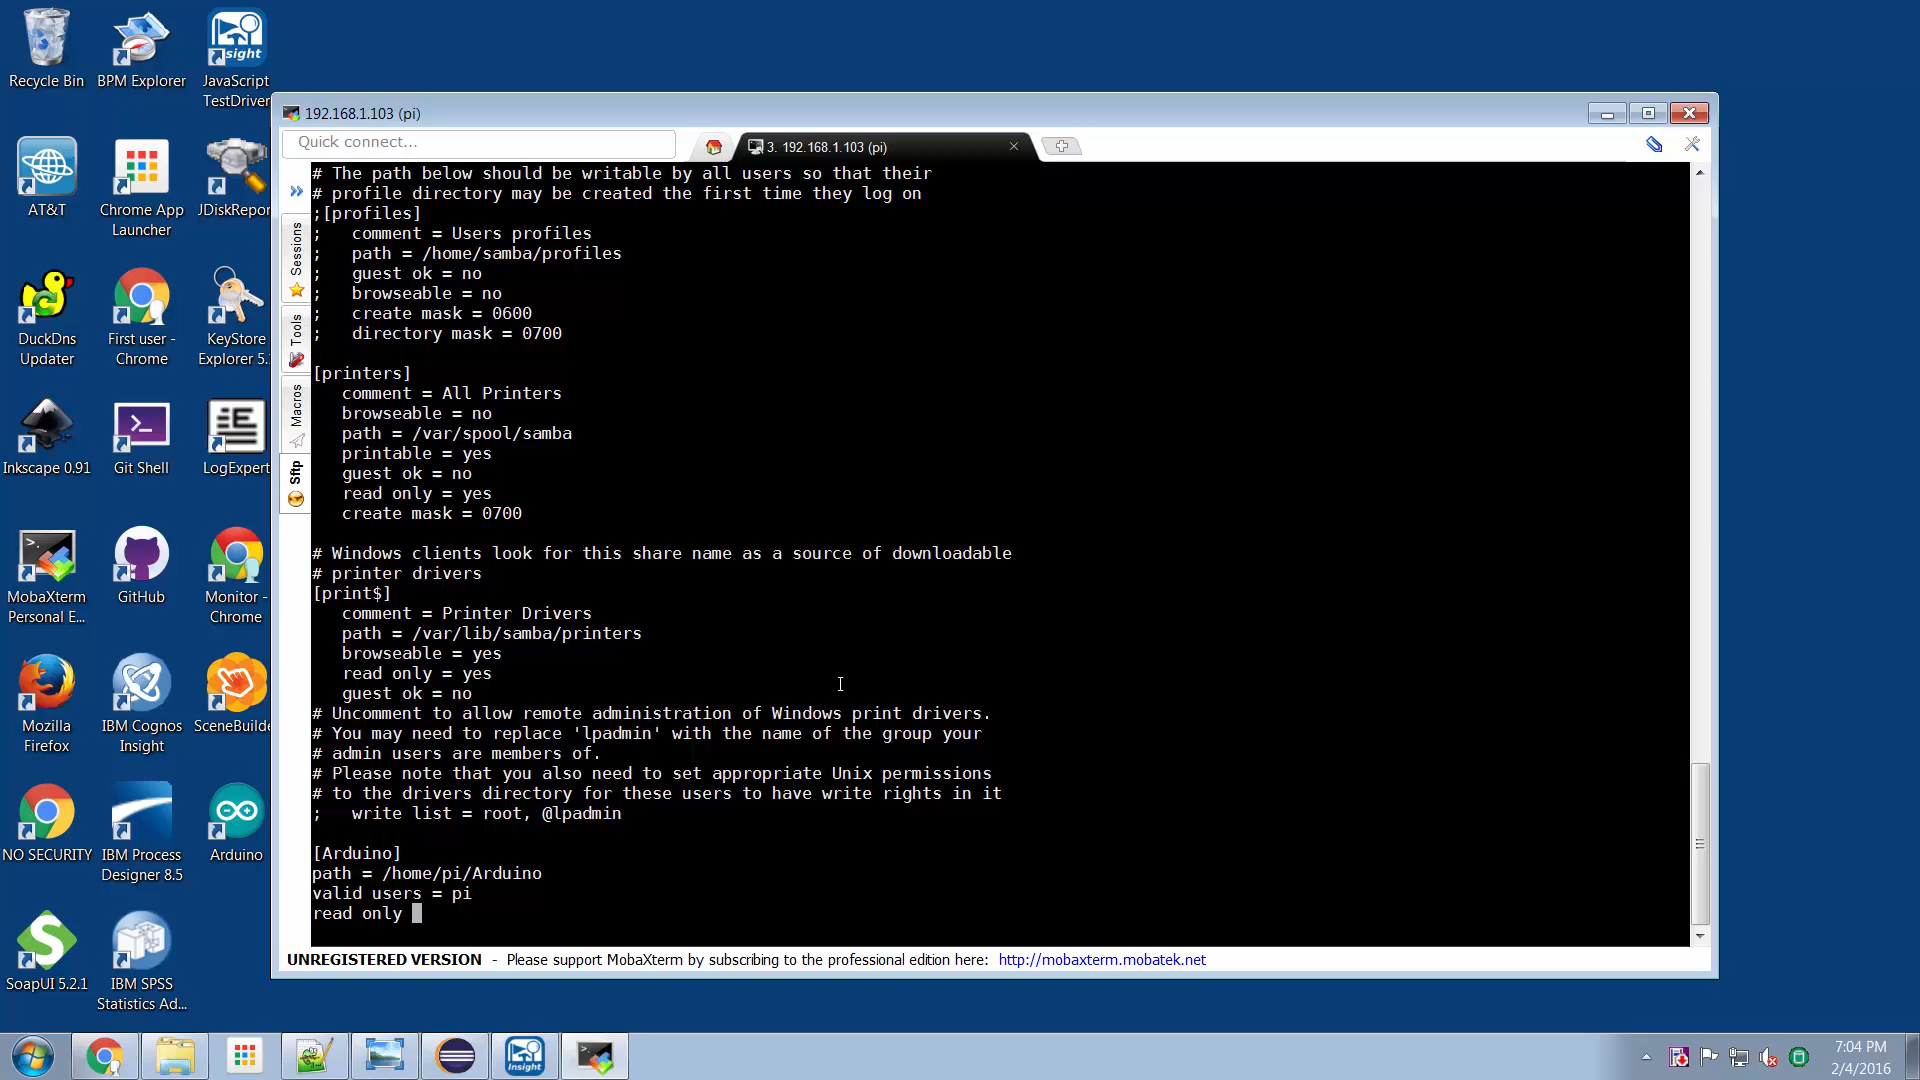 Recycle Bin
BPM Explorer
JavaScript
TestDriver
sight
AT&T
Chrome App
Launcher
JDiskRepor
DuckDns
Updater
First user -
Chrome
KeyStore
Explorer 5.
Inkscape 0.91
Git Shell
LogExpert
MobaXterm
Personal E...
GitHub
Monitor -
Chrome
Mozilla
Firefox
IBM Cognos
Insight
SceneBuilde
NO SECURITY
IBM Process
Designer 8.5
Arduino
SoapUI 5.2.1
IBM SPSS
Statistics Ad...
192.168.1.103 (pi)
Quick connect...
3. 192.168.1.103 (pi)
Sessions
Tools
Macros
Sftp
# The path below should be writable by all users so that their
# profile directory may be created the first time they log on
;[profiles]
;   comment = Users profiles
;   path = /home/samba/profiles
;   guest ok = no
;   browseable = no
;   create mask = 0600
;   directory mask = 0700
[printers]
   comment = All Printers
   browseable = no
   path = /var/spool/samba
   printable = yes
   guest ok = no
   read only = yes
   create mask = 0700
# Windows clients look for this share name as a source of downloadable
# printer drivers
[print$]
   comment = Printer Drivers
   path = /var/lib/samba/printers
   browseable = yes
   read only = yes
   guest ok = no
# Uncomment to allow remote administration of Windows print drivers.
# You may need to replace 'lpadmin' with the name of the group your
# admin users are members of.
# Please note that you also need to set appropriate Unix permissions
# to the drivers directory for these users to have write rights in it
;   write list = root, @lpadmin
[Arduino]
path = /home/pi/Arduino
valid users = pi
read only
UNREGISTERED VERSION - Please support MobaXterm by subscribing to the professional edition here: http://mobaxterm.mobatek.net
Insight
7:04 PM
2/4/2016